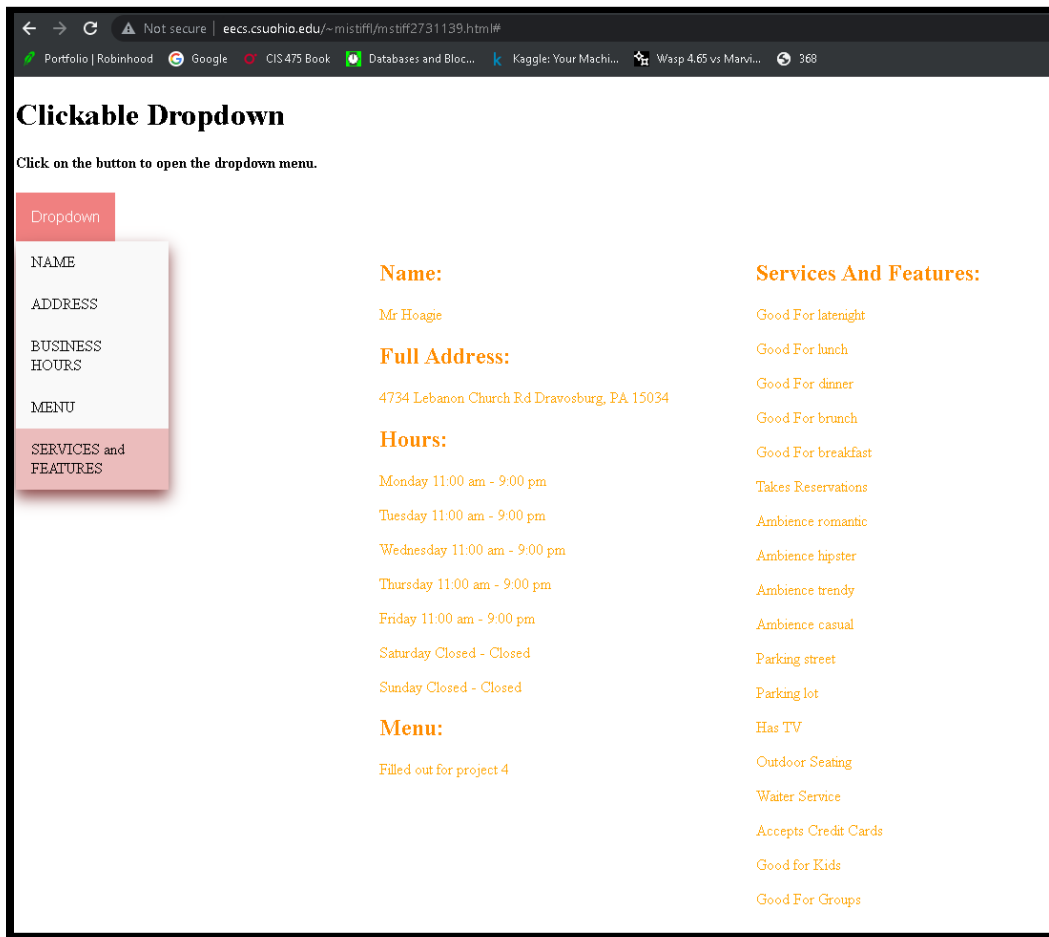 Not secure | eecs.csuohio.edu/~mistiffl/mstiff2731139.html#
Portfolio | Robinhood Google CIS 475 Book Databases and Bloc... Kaggle: Your Machi... Wasp 4.65 vs Marvi... 368
Clickable Dropdown
Click on the button to open the dropdown menu.
Dropdown
NAME
ADDRESS
BUSINESS
HOURS
MENU
SERVICES and
FEATURES
Name:
Mr Hoagie
Full Address:
4734 Lebanon Church Rd Dravosburg, PA 15034
Hours:
Monday 11:00 am - 9:00 pm
Tuesday 11:00 am - 9:00 pm
Wednesday 11:00 am - 9:00 pm
Thursday 11:00 am - 9:00 pm
Friday 11:00 am - 9:00 pm
Saturday Closed - Closed
Sunday Closed - Closed
Menu:
Filled out for project 4
Services And Features:
Good For latenight
Good For lunch
Good For dinner
Good For brunch
Good For breakfast
Takes Reservations
Ambience romantic
Ambience hipster
Ambience trendy
Ambience casual
Parking street
Parking lot
Has TV
Outdoor Seating
Waiter Service
Accepts Credit Cards
Good for Kids
Good For Groups